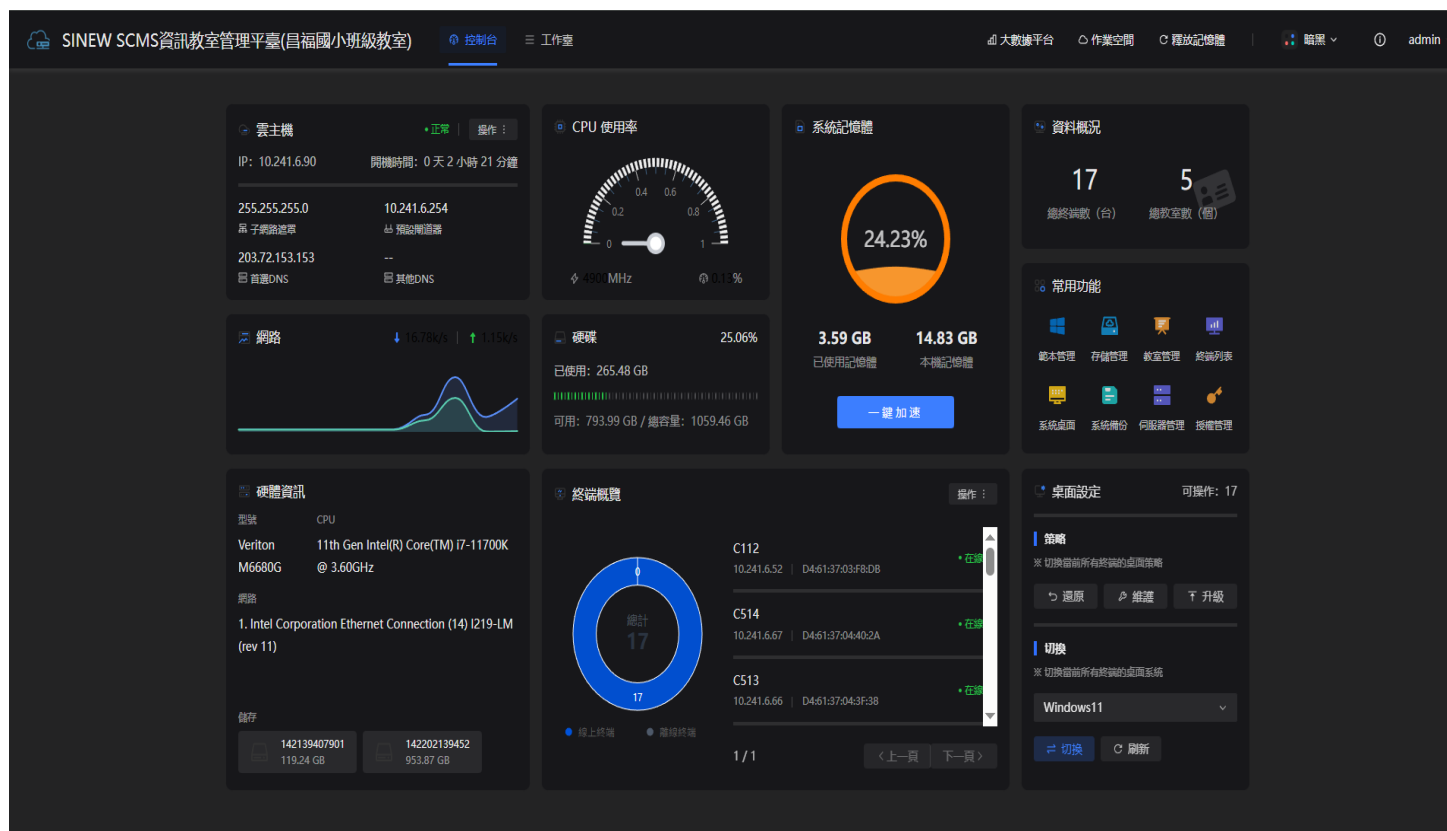 SINEW SCMS資訊教室管理平臺(昌福國小班級教室)
控制台
工作臺
大數據平台
作業空間
釋放記憶體
暗黑
admin
雲主機
正常
操作
IP： 10.241.6.90
開機時間： 0 天 2 小時 21 分鐘
255.255.255.0
10.241.6.254
子網路遮罩
預設閘道器
203.72.153.153
--
首選DNS
其他DNS
CPU 使用率
0
0.2
0.4
0.6
0.8
1
MHz
%
系統記憶體
24.23%
3.59 GB
14.83 GB
已使用記憶體
本機記憶體
一鍵加速
資料概況
17
5
總終端數（台）
總教室數（個）
常用功能
範本管理
存儲管理
教室管理
終端列表
系統桌面
系統備份
伺服器管理
授權管理
網路
16.78k/s
1.15k/s
硬碟
25.06%
已使用： 265.48 GB
可用： 793.99 GB / 總容量： 1059.46 GB
硬體資訊
型號
CPU
Veriton M6680G
11th Gen Intel(R) Core(TM) i7-11700K @ 3.60GHz
網路
1. Intel Corporation Ethernet Connection (14) I219-LM
(rev 11)
儲存
142139407901
119.24 GB
142202139452
953.87 GB
終端概覽
操作
0
總計
17
17
線上終端
離線終端
C112
在線
10.241.6.52
D4:61:37:03:F8:DB
C514
在線
10.241.6.67
D4:61:37:04:40:2A
C513
在線
10.241.6.66
D4:61:37:04:3F:38
1 / 1
上一頁
下一頁
桌面設定
可操作： 17
策略
※ 切換當前所有終端的桌面策略
還原
維護
升級
切換
※ 切換當前所有終端的桌面系統
Windows11
切換
刷新